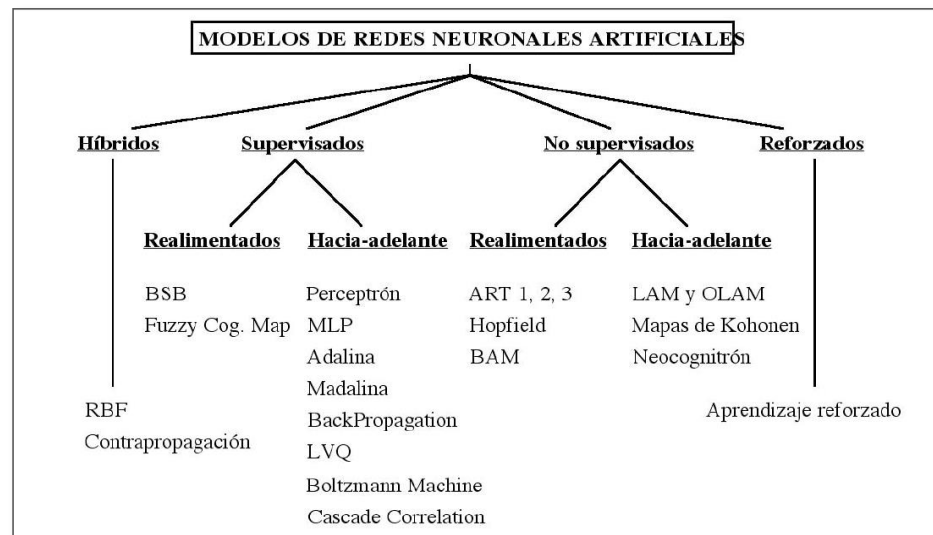 MODELOS DE REDES NEURONALES ARTIFICIALES
Híbridos
Supervisados
No supervisados
Reforzados
Realimentados
Hacia-adelante
Realimentados
Hacia-adelante
BSB
Fuzzy Cog. Map
Perceptrón
MLP
Adalina
Madalina
BackPropagation
LVQ
Boltzmann Machine
Cascade Correlation
ART 1, 2, 3
Hopfield
BAM
LAM y OLAM
Mapas de Kohonen
Neocognitrón
RBF
Contrapropagación
Aprendizaje reforzado